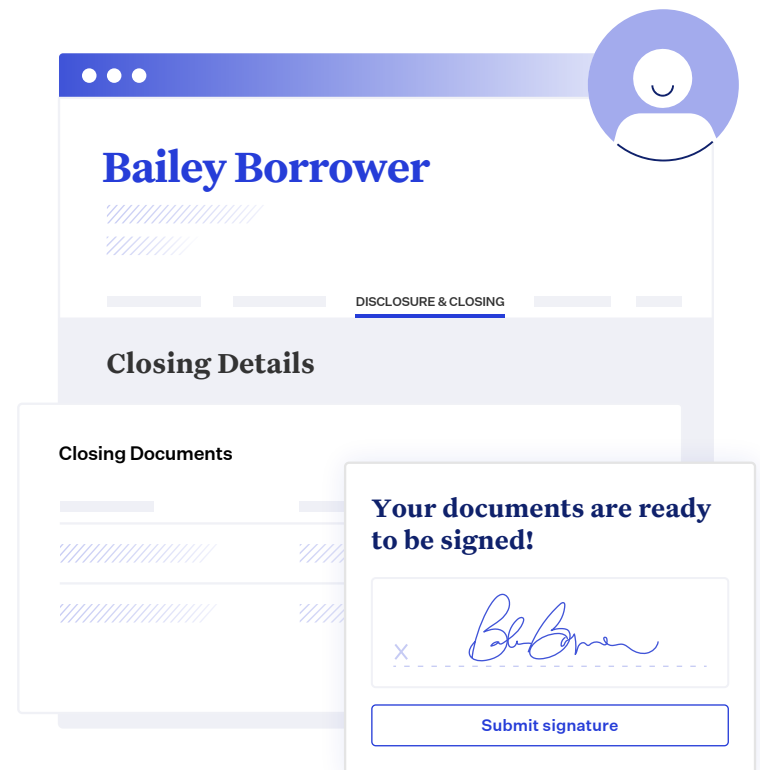 Bailey Borrower
DISCLOSURE & CLOSING
Closing Details
Closing Documents
Your documents are ready
to be signed!
X
Submit signature